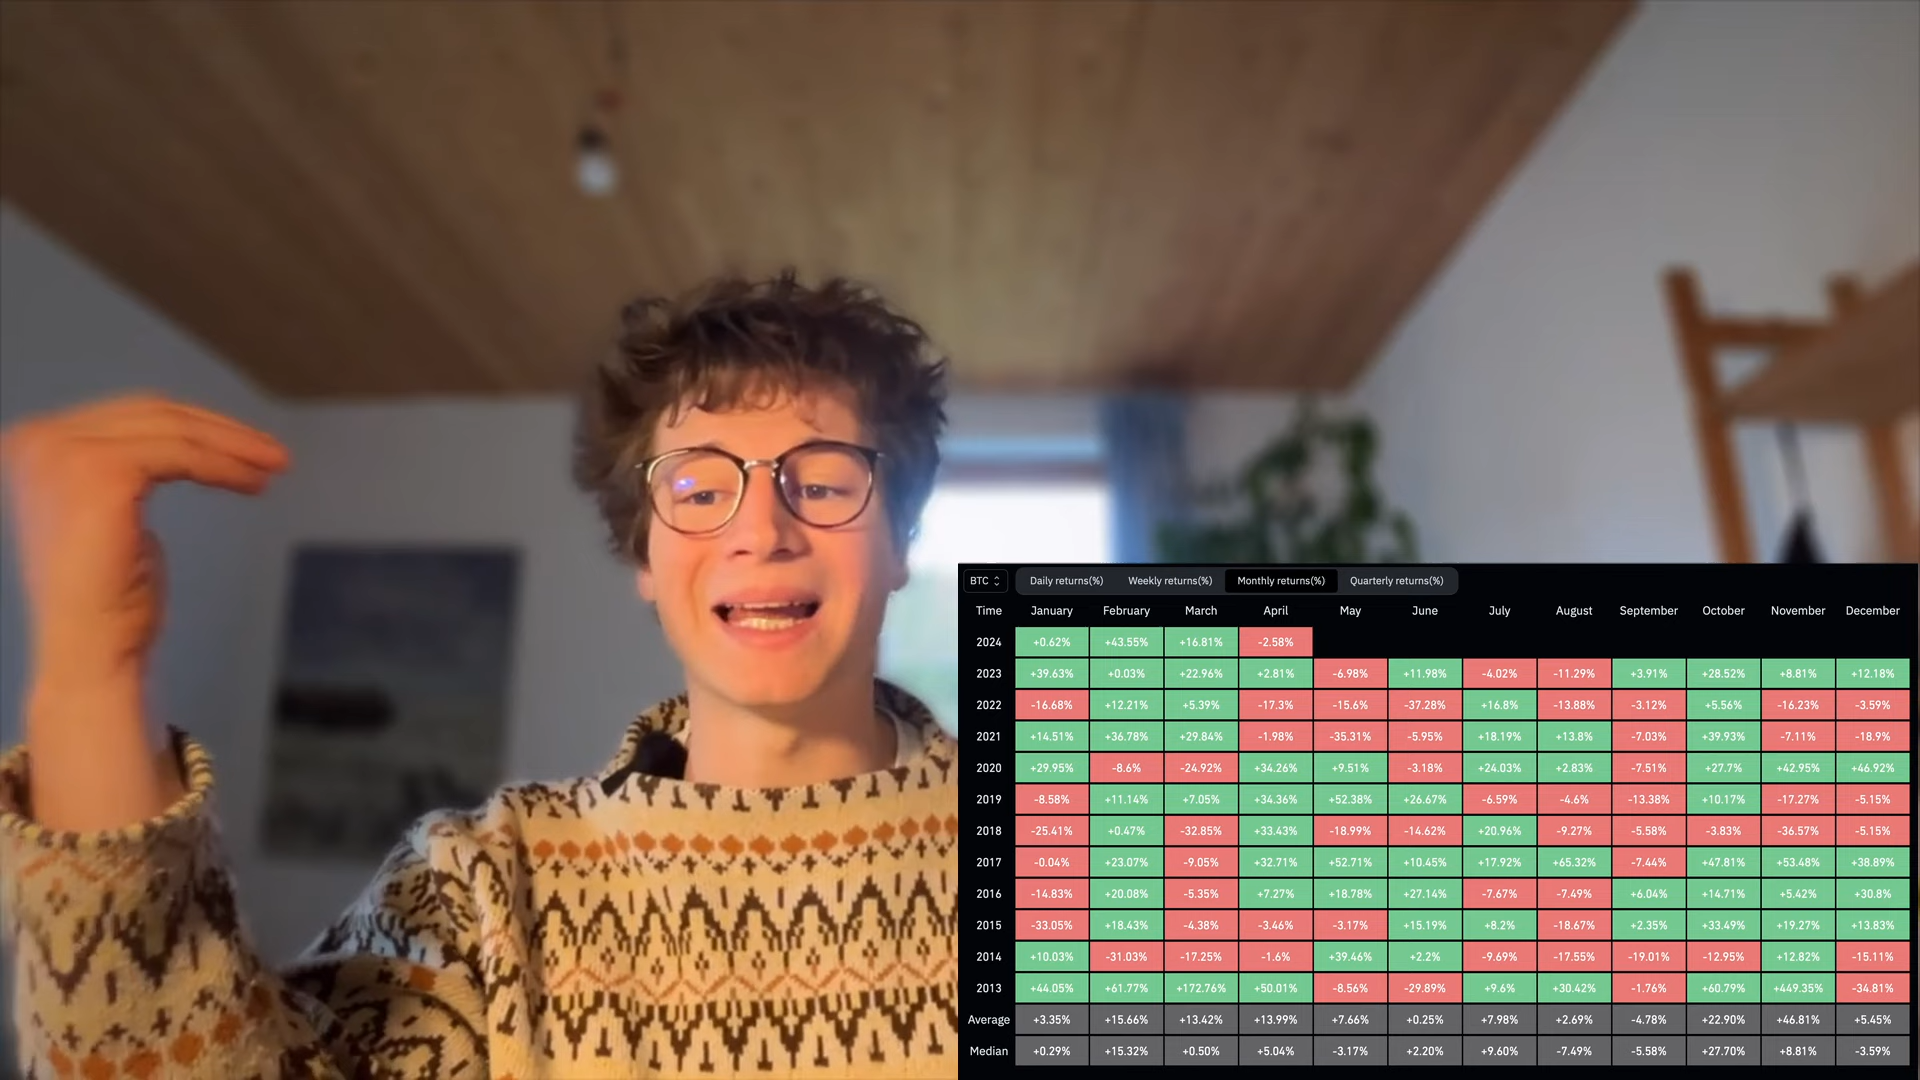 BTC Daily returns(%) Weekly returns(%) Monthly returns(%) Quarterly returns(%)
Time January February March April May June July August September October November December
2024 +0.62% +43.55% +16.81% -2.58%
2023 +39.63% +0.03% +22.96% +2.81% -6.98% +11.98% -4.02% -11.29% +3.91% +28.52% +8.81% +12.18%
2022 -16.68% +12.21% +5.39% -17.3% -15.6% -37.28% +16.8% -13.88% -3.12% +5.56% -16.23% -3.59%
2021 +14.51% +36.78% +29.84% -1.98% -35.31% -5.95% +18.19% +13.8% -7.03% +39.93% -7.11% -18.9%
2020 +29.95% -8.6% -24.92% +34.26% +9.51% -3.18% +24.03% +2.83% -7.51% +27.7% +42.95% +46.92%
2019 -8.58% +11.14% +7.05% +34.36% +52.38% +26.67% -6.59% -4.6% -13.38% +10.17% -17.27% -5.15%
2018 -25.41% +0.47% -32.85% +33.43% -18.99% -14.62% +20.96% -9.27% -5.58% -3.83% -36.57% -5.15%
2017 -0.04% +23.07% -9.05% +32.71% +52.71% +10.45% +17.92% +65.32% -7.44% +47.81% +53.48% +38.89%
2016 -14.83% +20.08% -5.35% +7.27% +18.78% +27.14% -7.67% -7.49% +6.04% +14.71% +5.42% +30.8%
2015 -33.05% +18.43% -4.38% -3.46% -3.17% +15.19% +8.2% -18.67% +2.35% +33.49% +19.27% +13.83%
2014 +10.03% -31.03% -17.25% -1.6% +39.46% +2.2% -9.69% -17.55% -19.01% -12.95% +12.82% -15.11%
2013 +44.05% +61.77% +172.76% +50.01% -8.56% -29.89% +9.6% +30.42% -1.76% +60.79% +449.35% -34.81%
Average +3.35% +15.66% +13.42% +13.99% +7.66% +0.25% +7.98% +2.69% -4.78% +22.90% +46.81% +5.45%
Median +0.29% +15.32% +0.50% +5.04% -3.17% +2.20% +9.60% -7.49% -5.58% +27.70% +8.81% -3.59%